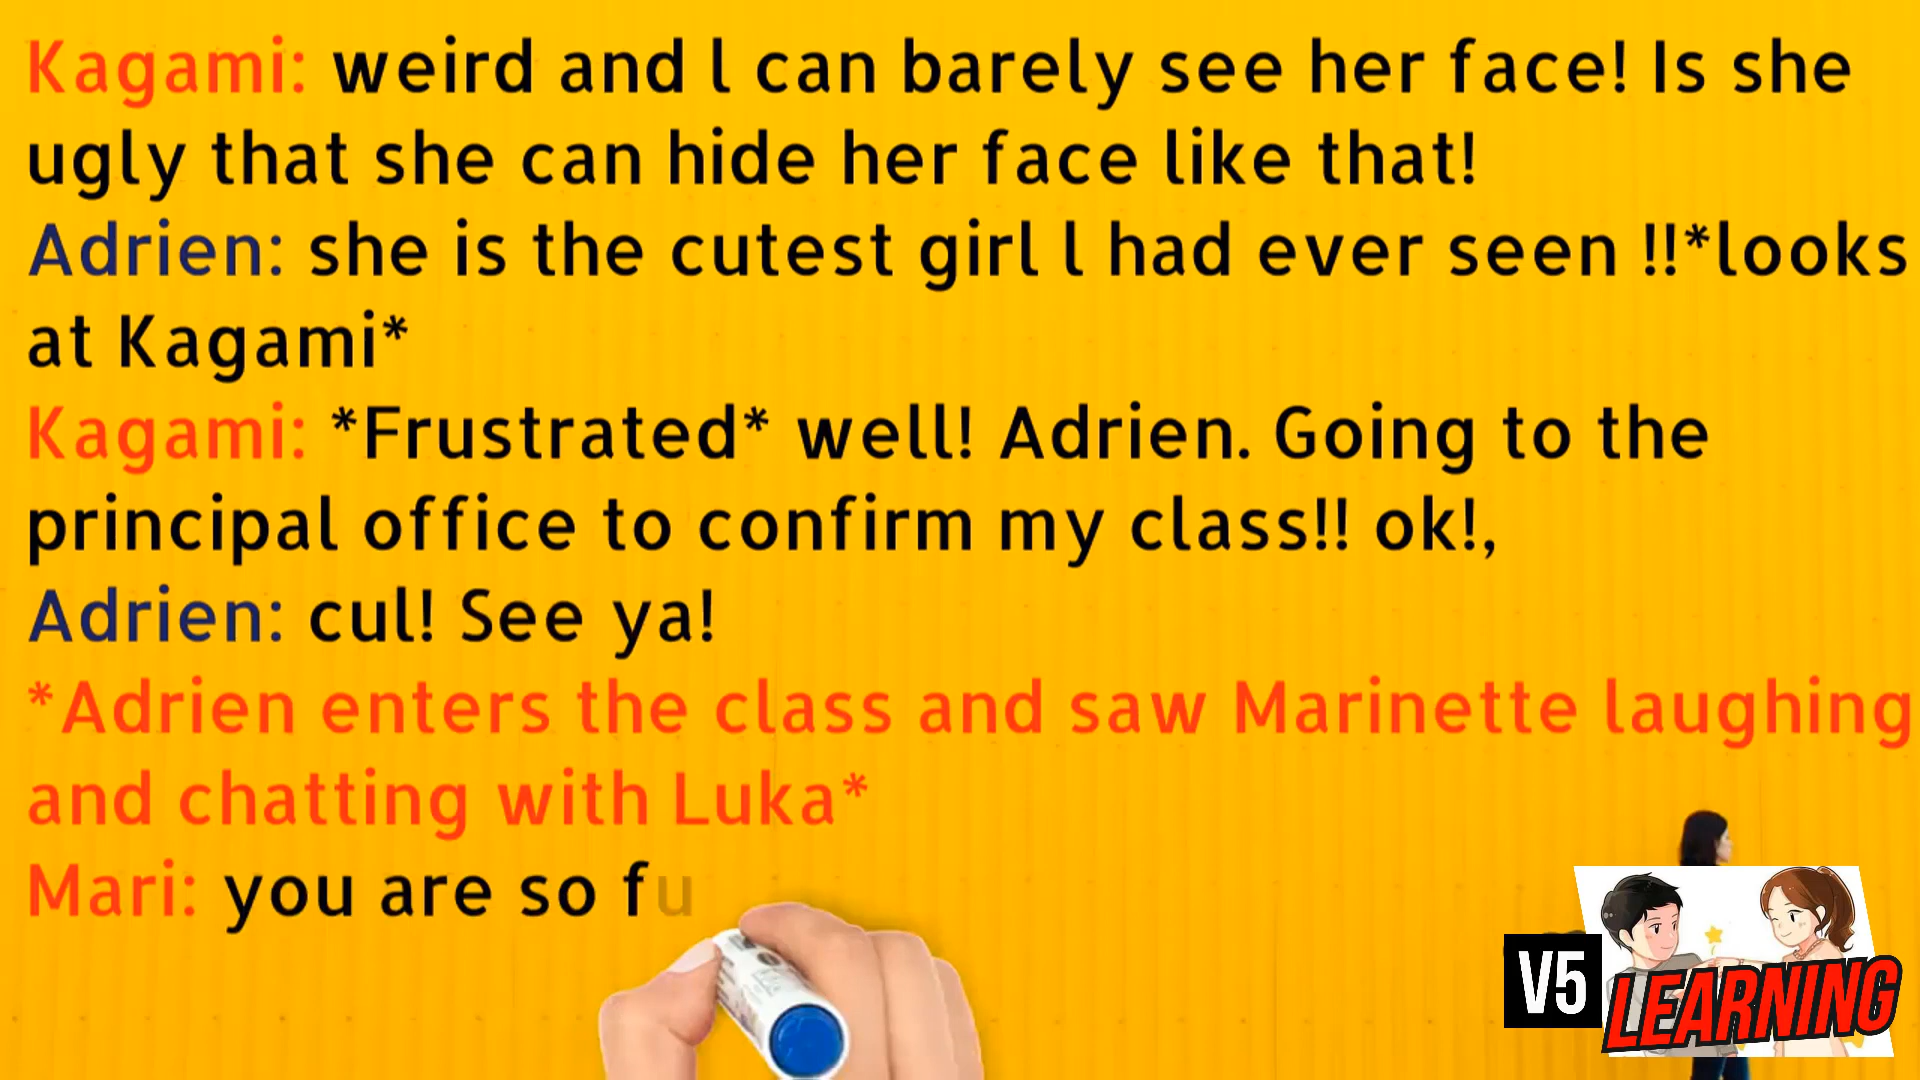 Kagami: weird and l can barely see her face! Is she
ugly that she can hide her face like that!
Adrien: she is the cutest girl l had ever seen !!*looks
at Kagami*
Kagami: *Frustrated* well! Adrien. Going to the
principal office to confirm my class!! ok!,
Adrien: cul! See ya!
*Adrien enters the class and saw Marinette laughing
and chatting with Luka*
Mari: you are so fu
V5
LEARNING